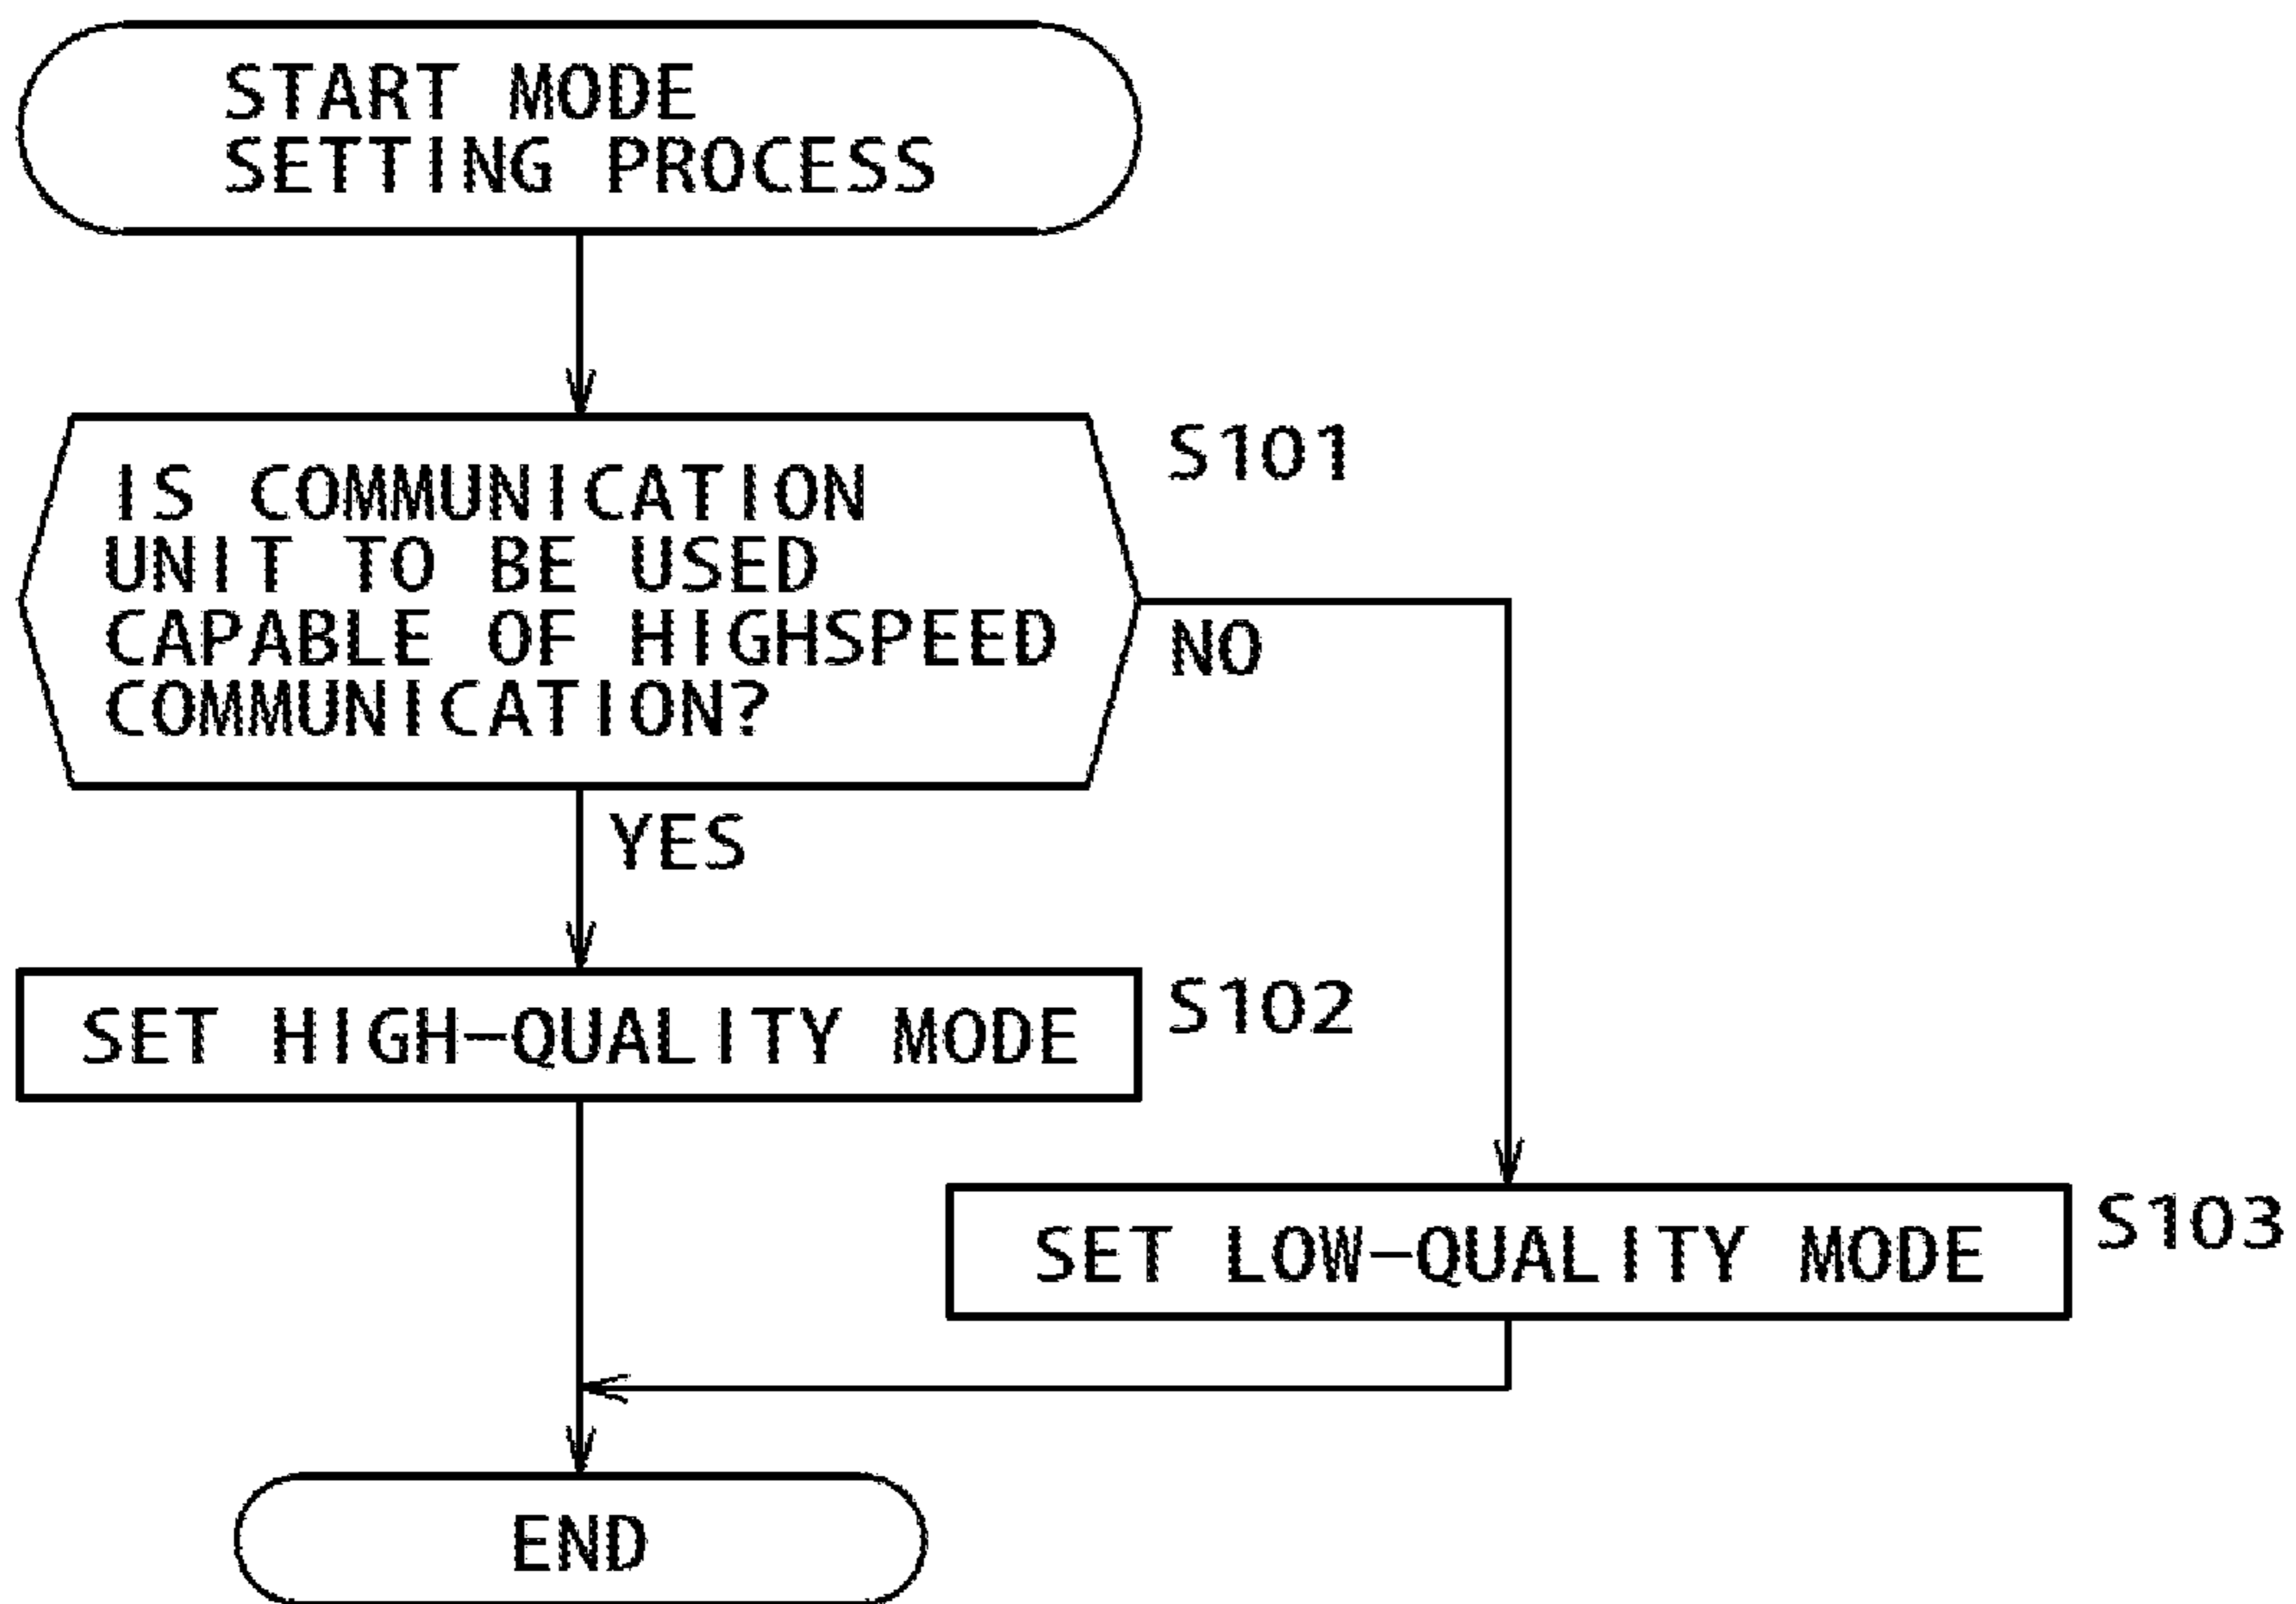 START MODE
SETTING PROCESS
S101
IS COMMUNICATION
UNIT TO BE USED
CAPABLE OF HIGHSPEED
COMMUNICATION?
NO
YES
S102
SET HIGH-QUALITY MODE
S103
SET LOW-QUALITY MODE
END